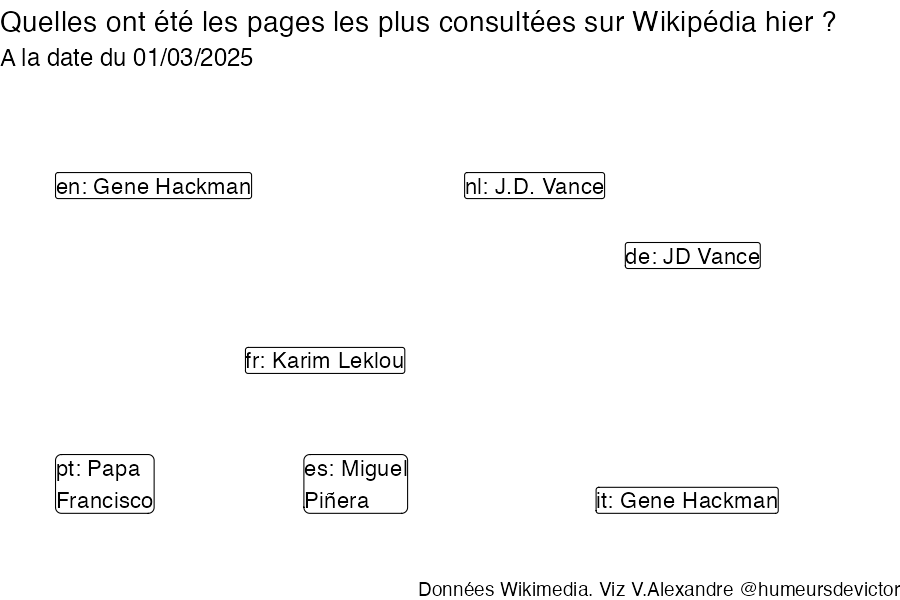 Quelles ont été les pages les plus consultées sur Wikipédia hier ?
A la date du 01/03/2025
en: Gene Hackman
nl: J.D. Vance
de: JD Vance
fr: Karim Leklou
pt: Papa
Francisco
es: Miguel
Piñera
it: Gene Hackman
Données Wikimedia. Viz V.Alexandre @humeursdevictor